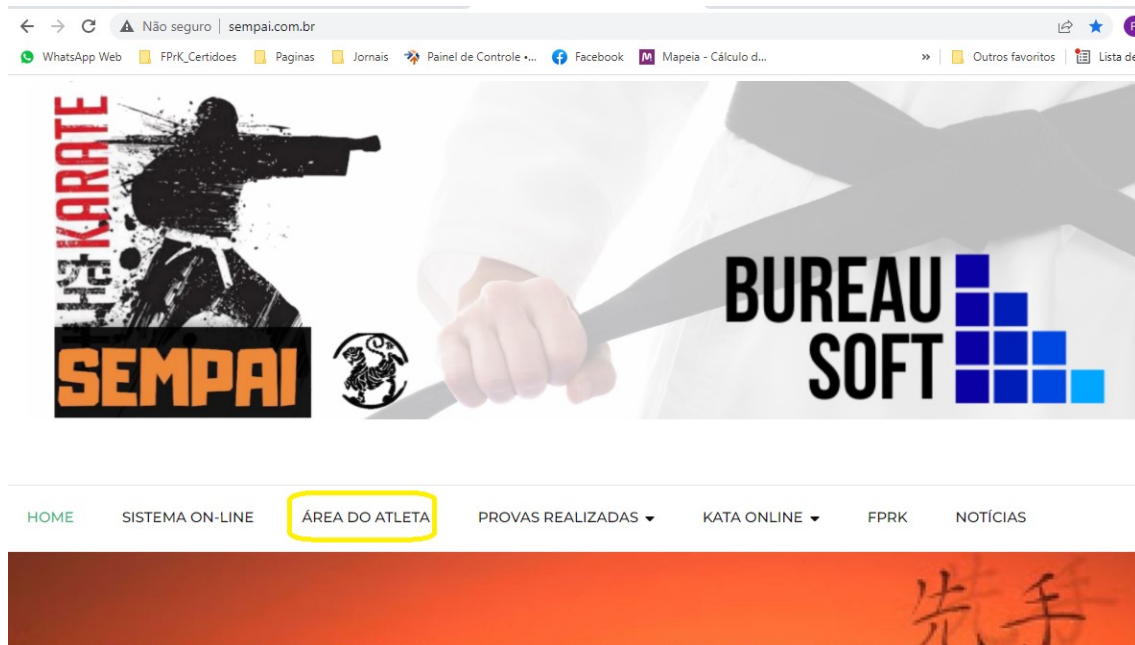 Não seguro | sempai.com.br
WhatsApp Web FPrK_Certidoes Paginas Jornais Painel de Controle •... Facebook M Mapeia - Cálculo d... » Outros favoritos Lista de
KARATE
SEMPAI
BUREAU
SOFT
HOME SISTEMA ON-LINE ÁREA DO ATLETA PROVAS REALIZADAS KATA ONLINE FPRK NOTÍCIAS
先手